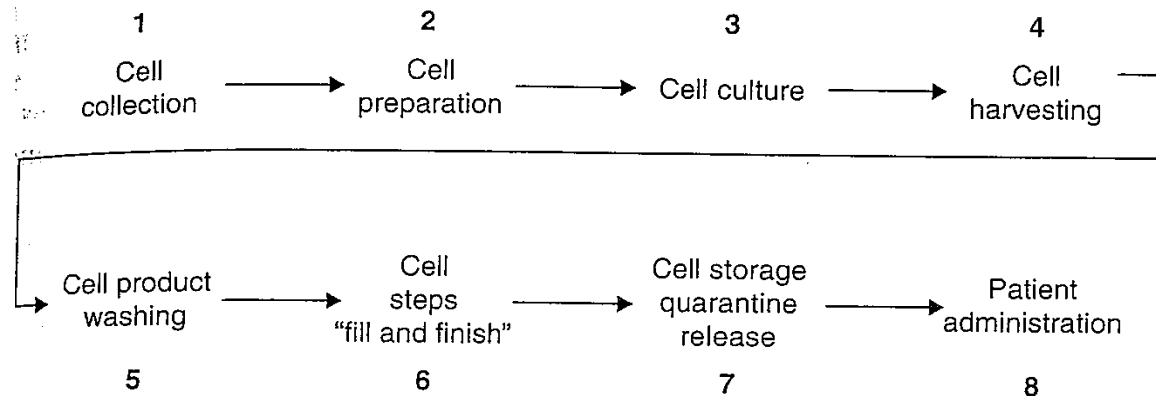 1 2 3 4
Cell collection
Cell preparation
Cell culture
Cell harvesting
Cell product washing
Cell steps "fill and finish"
Cell storage quarantine release
Patient administration
5 6 7 8